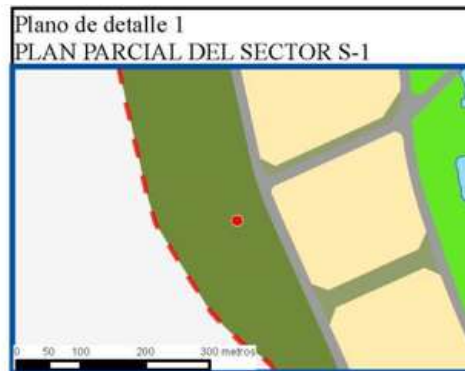 Plano de detalle 1
PLAN PARCIAL DEL SECTOR S-1
0 50 100 200 300 metros